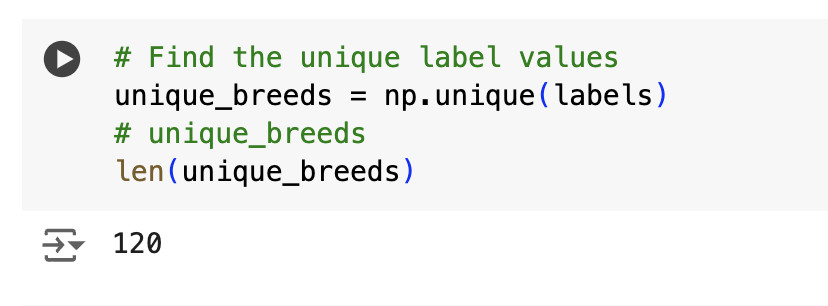 # Find the unique label values
unique_breeds = np.unique(labels)
# unique_breeds
len(unique_breeds)
120